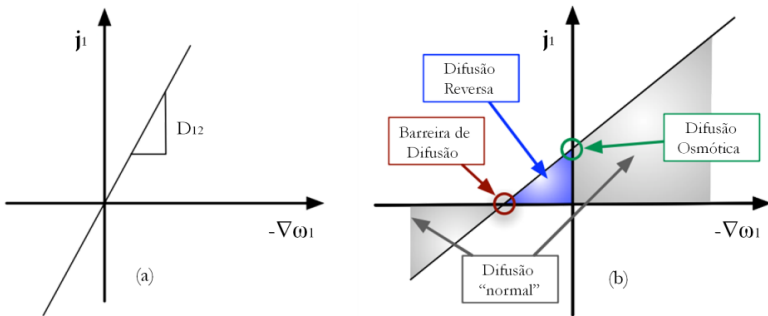 j1
D12
-∇ω1
(a)
j1
Difusão
Reversa
Barreira de
Difusão
Difusão
Osmótica
-∇ω1
Difusão
“normal”
(b)